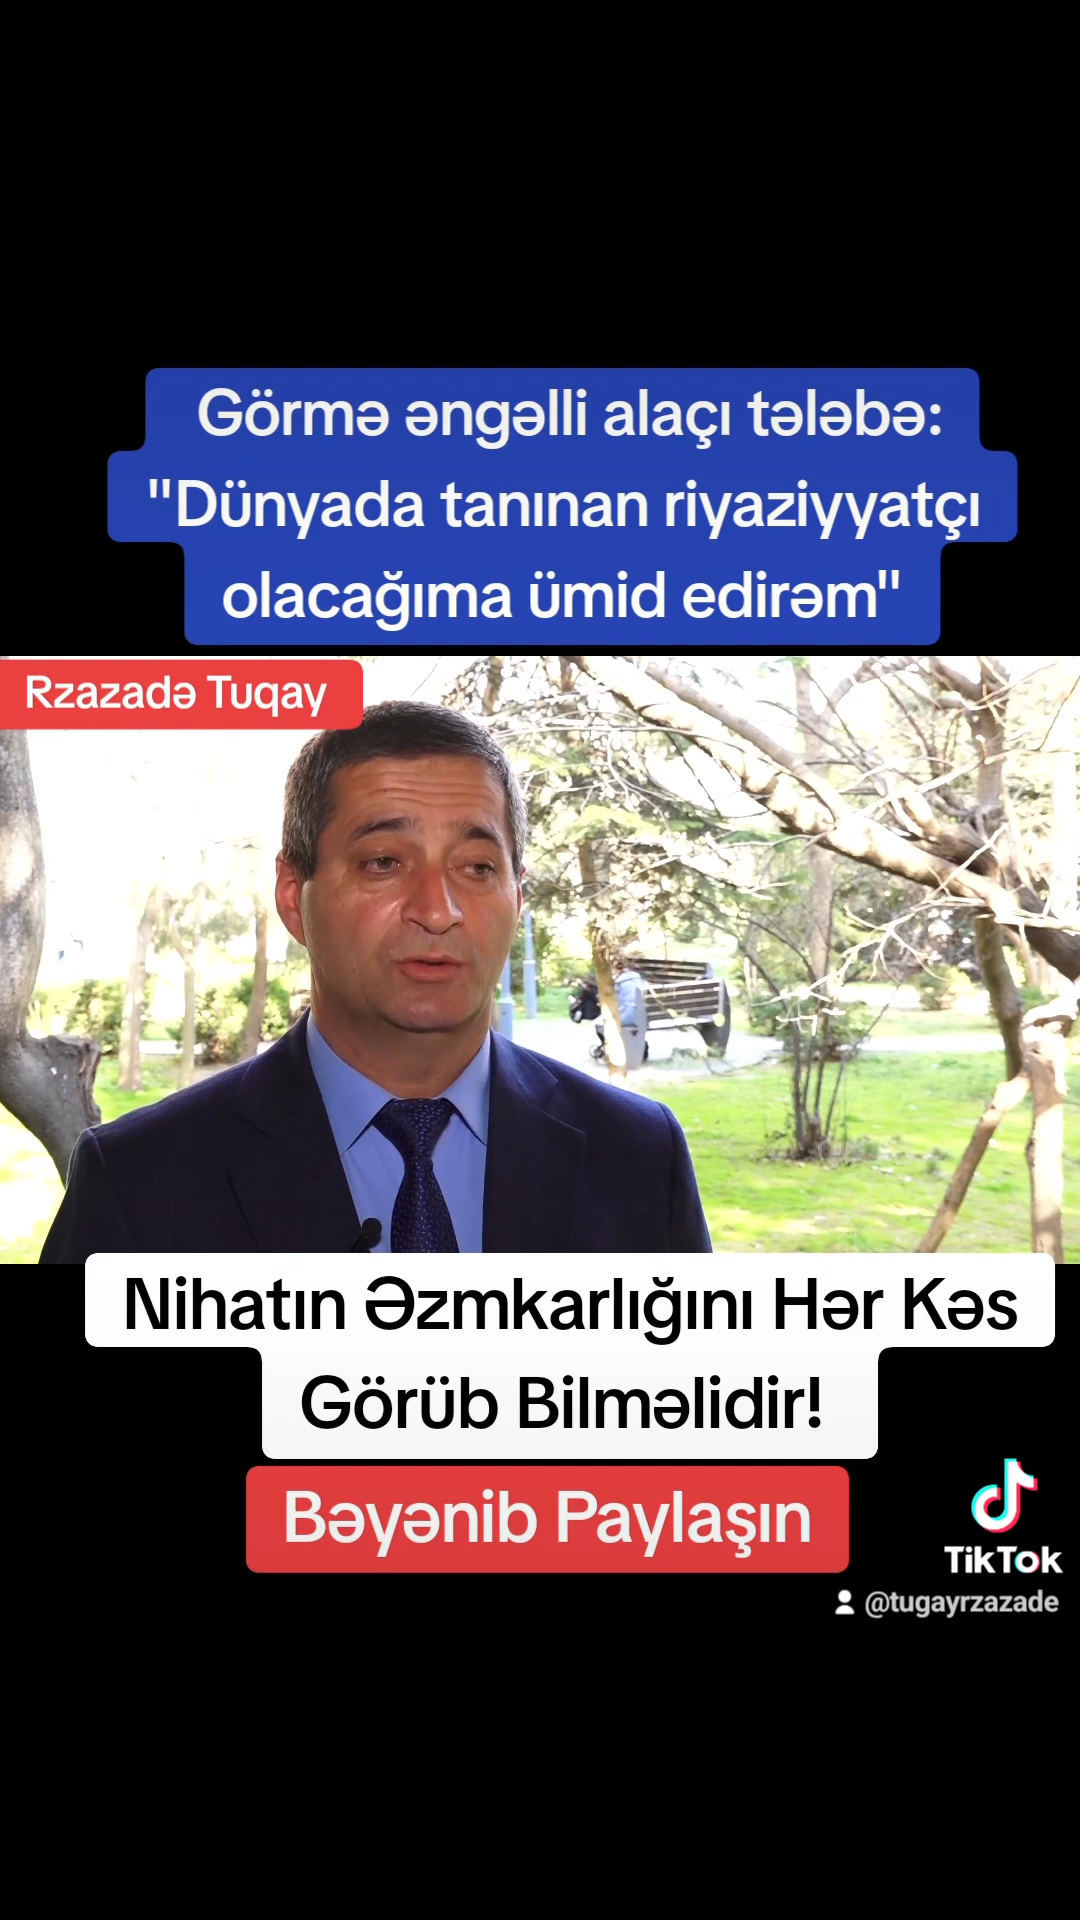 Görmə əngəlli alaçı tələbə:
"Dünyada tanınan riyaziyyatçı
olacağıma ümid edirəm"
Rzazadə Tuqay
Nihatın Əzmkarlığını Hər Kəs
Görüb Bilməlidir!
Bəyənib Paylaşın
TikTok
@tugayrzazade